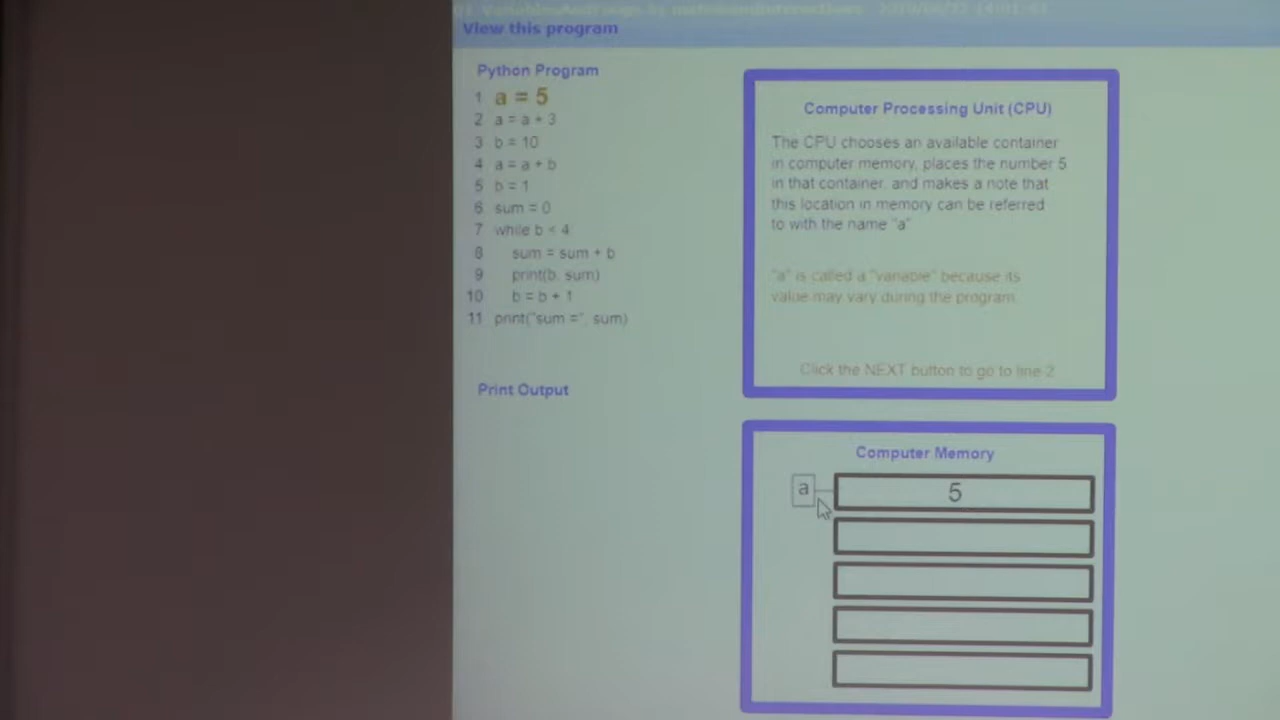 View this program
Python Program
1 a = 5
2 a = a + 3
3 b = 10
4 a = a + b
5 b = 1
6 sum = 0
7 while b < 4
8 sum = sum + b
9 print(b, sum)
10 b = b + 1
11 print("sum =", sum)
Print Output
Computer Processing Unit (CPU)
The CPU chooses an available container
in computer memory, places the number 5
in that container, and makes a note that
this location in memory can be referred
to with the name "a"
"a" is called a "variable" because its
value may vary during the program.
Click the NEXT button to go to line 2
Computer Memory
a 5